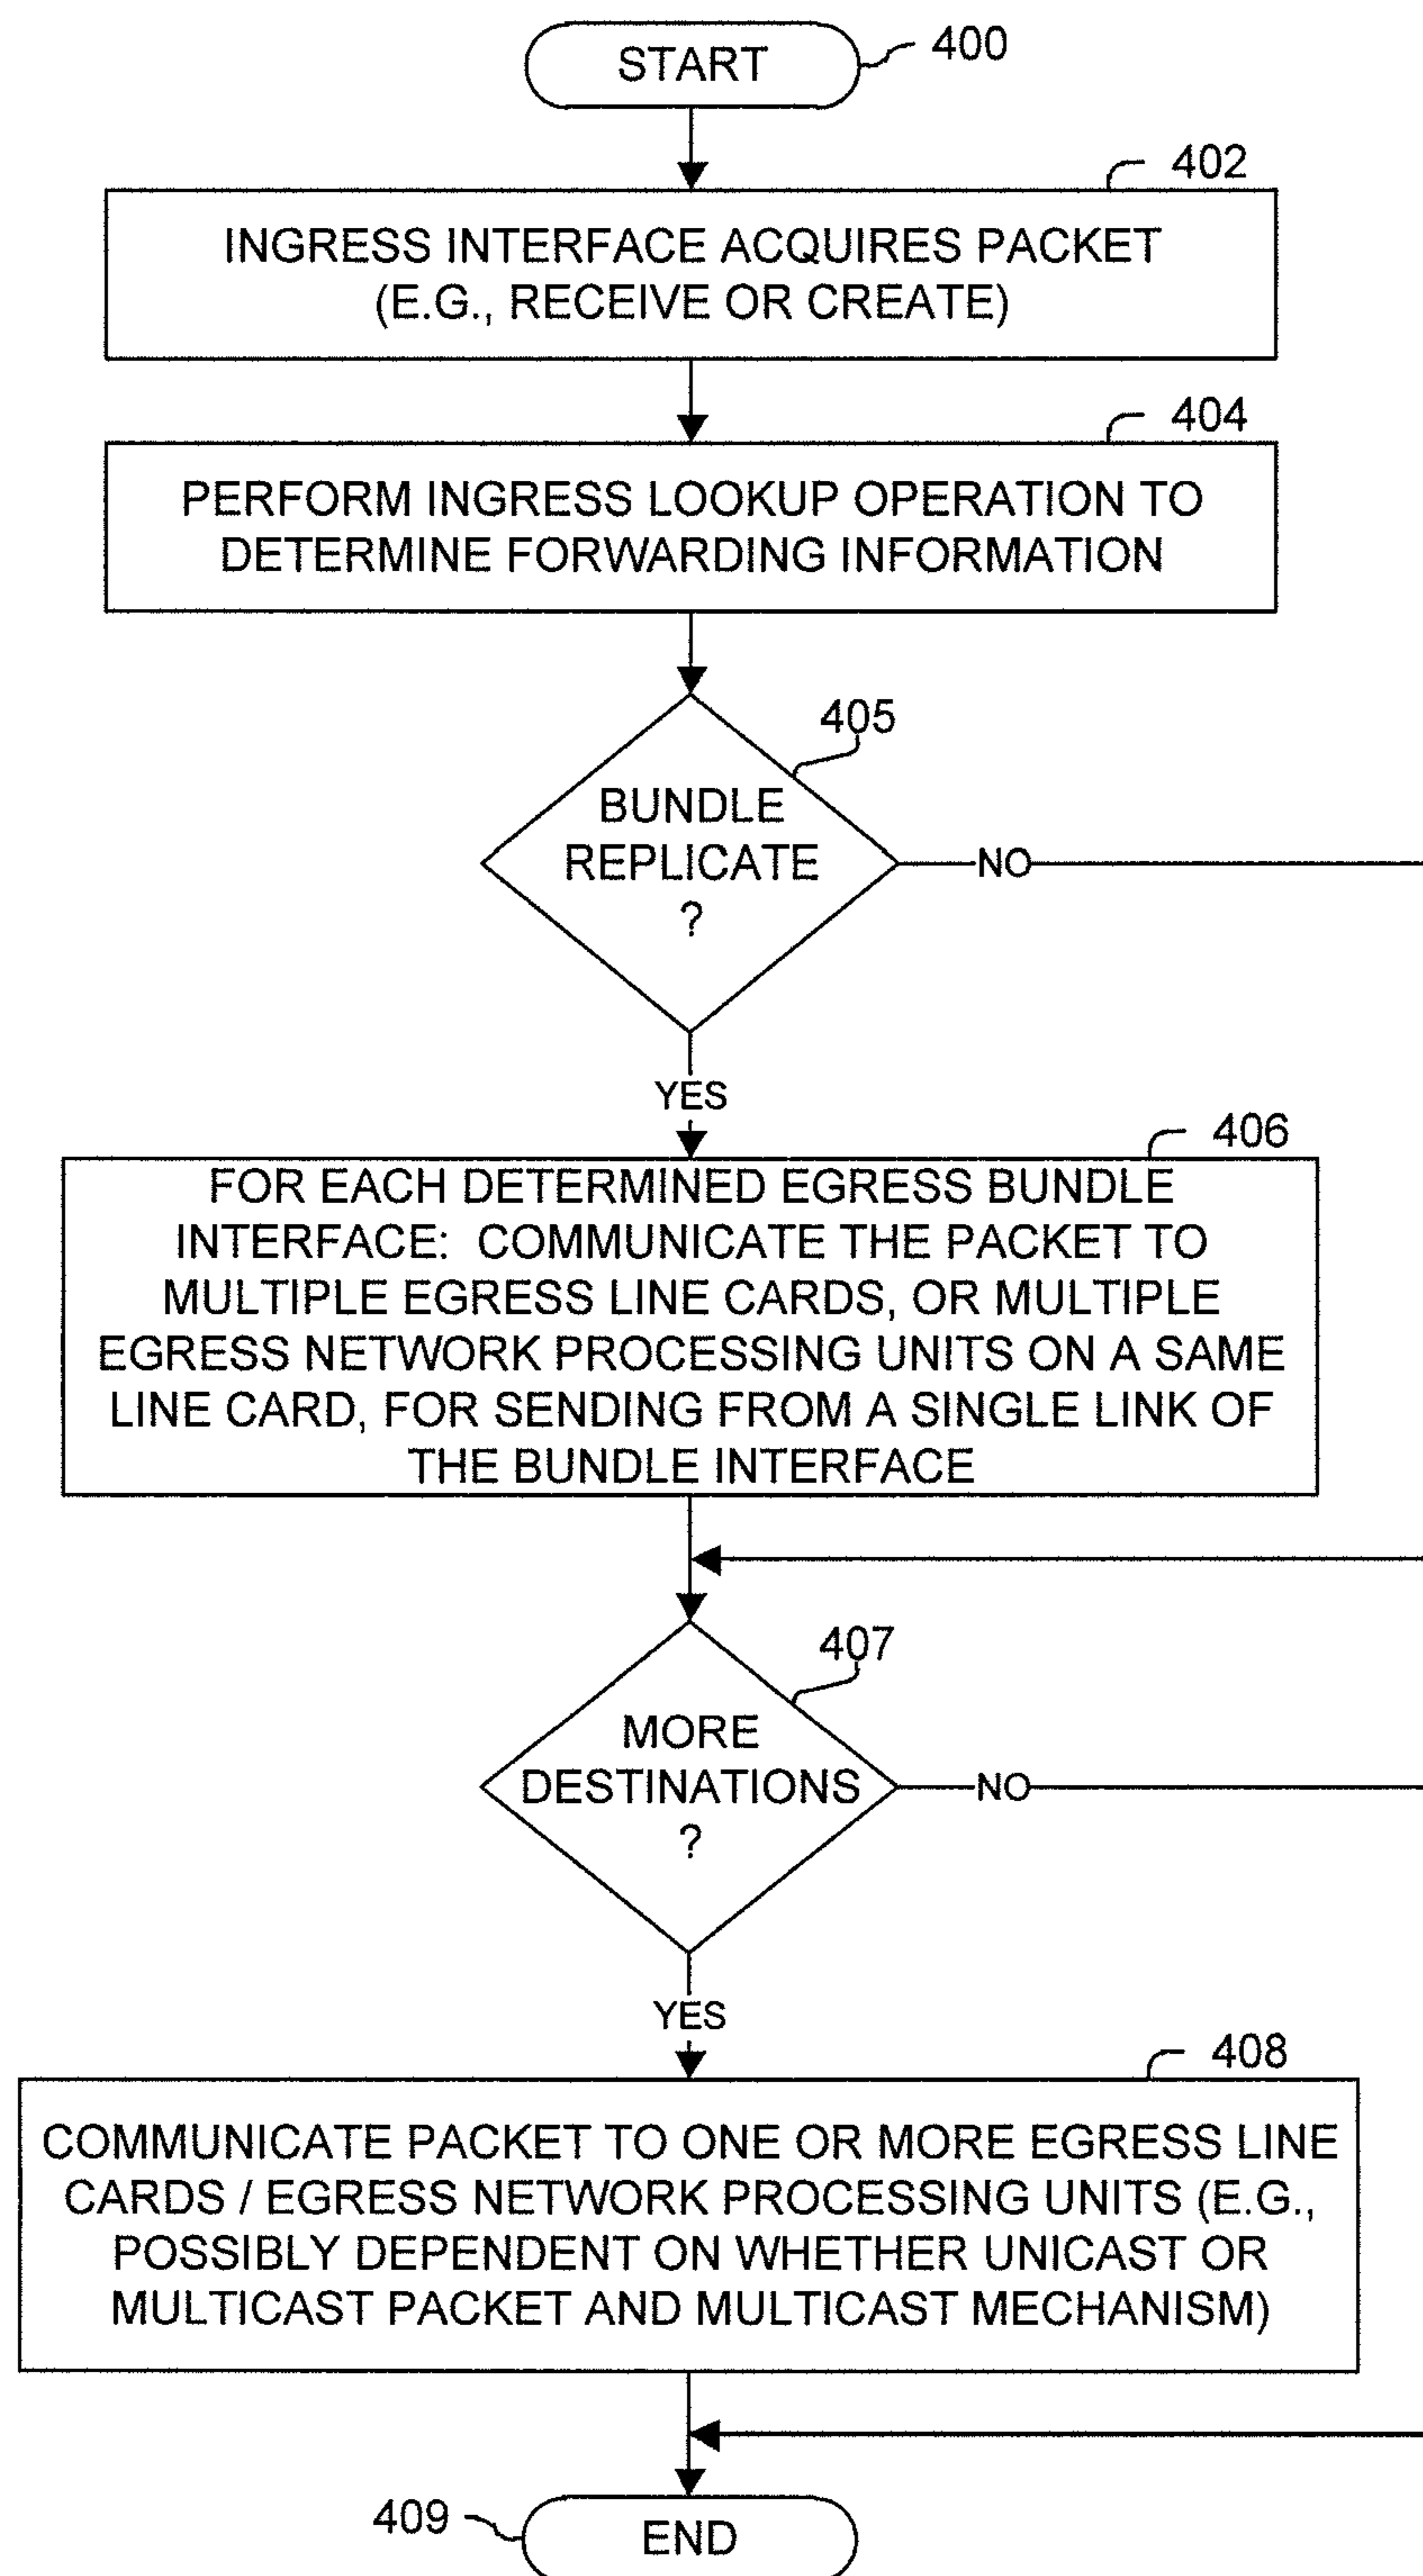 START
400
402
INGRESS INTERFACE ACQUIRES PACKET
(E.G., RECEIVE OR CREATE)
404
PERFORM INGRESS LOOKUP OPERATION TO
DETERMINE FORWARDING INFORMATION
405
BUNDLE
REPLICATE
?
NO
YES
406
FOR EACH DETERMINED EGRESS BUNDLE
INTERFACE: COMMUNICATE THE PACKET TO
MULTIPLE EGRESS LINE CARDS, OR MULTIPLE
EGRESS NETWORK PROCESSING UNITS ON A SAME
LINE CARD, FOR SENDING FROM A SINGLE LINK OF
THE BUNDLE INTERFACE
407
MORE
DESTINATIONS
?
NO
YES
408
COMMUNICATE PACKET TO ONE OR MORE EGRESS LINE
CARDS / EGRESS NETWORK PROCESSING UNITS (E.G.,
POSSIBLY DEPENDENT ON WHETHER UNICAST OR
MULTICAST PACKET AND MULTICAST MECHANISM)
409
END